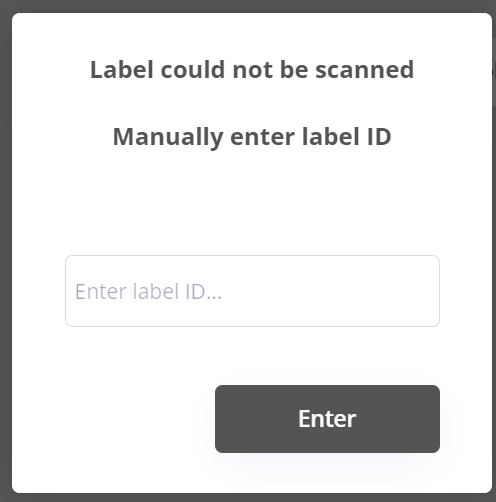 Label could not be scanned
Manually enter label ID
Enter label ID...
Enter